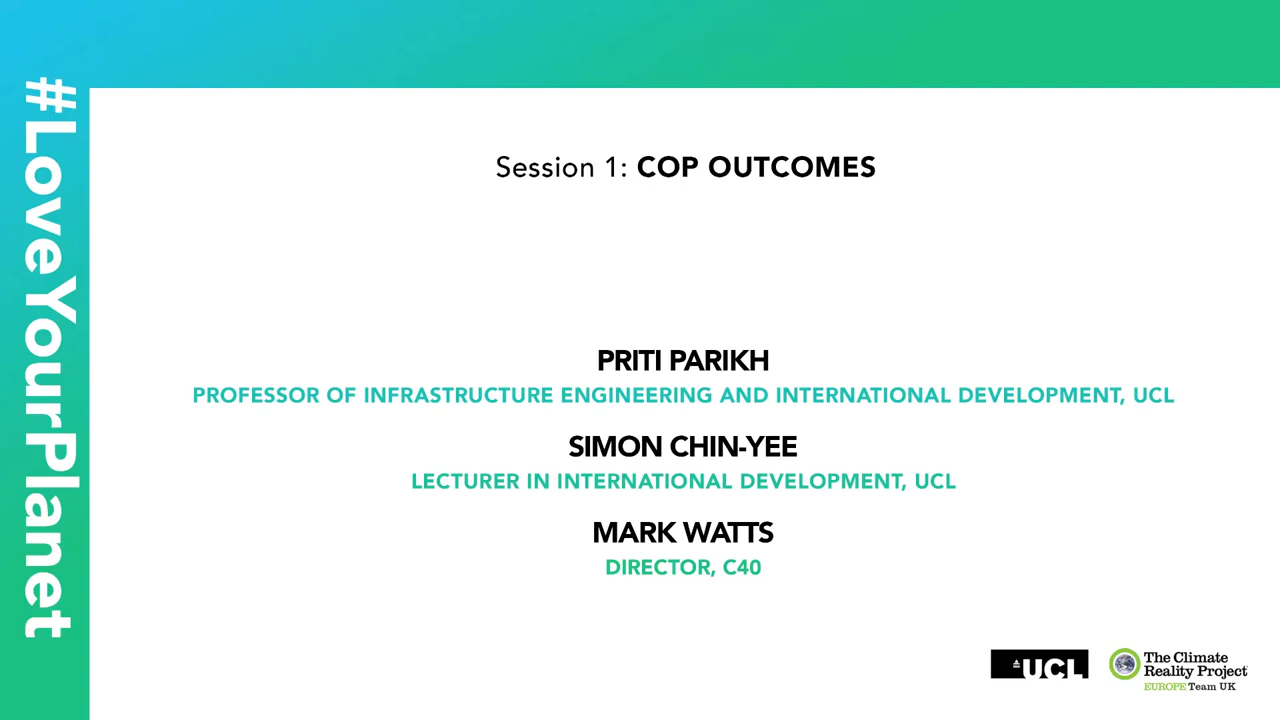 #LoveYourPlanet
Session 1: COP OUTCOMES
PRITI PARIKH
PROFESSOR OF INFRASTRUCTURE ENGINEERING AND INTERNATIONAL DEVELOPMENT, UCL
SIMON CHIN-YEE
LECTURER IN INTERNATIONAL DEVELOPMENT, UCL
MARK WATTS
DIRECTOR, C40
UCL
The Climate
Reality Project
EUROPE Team UK